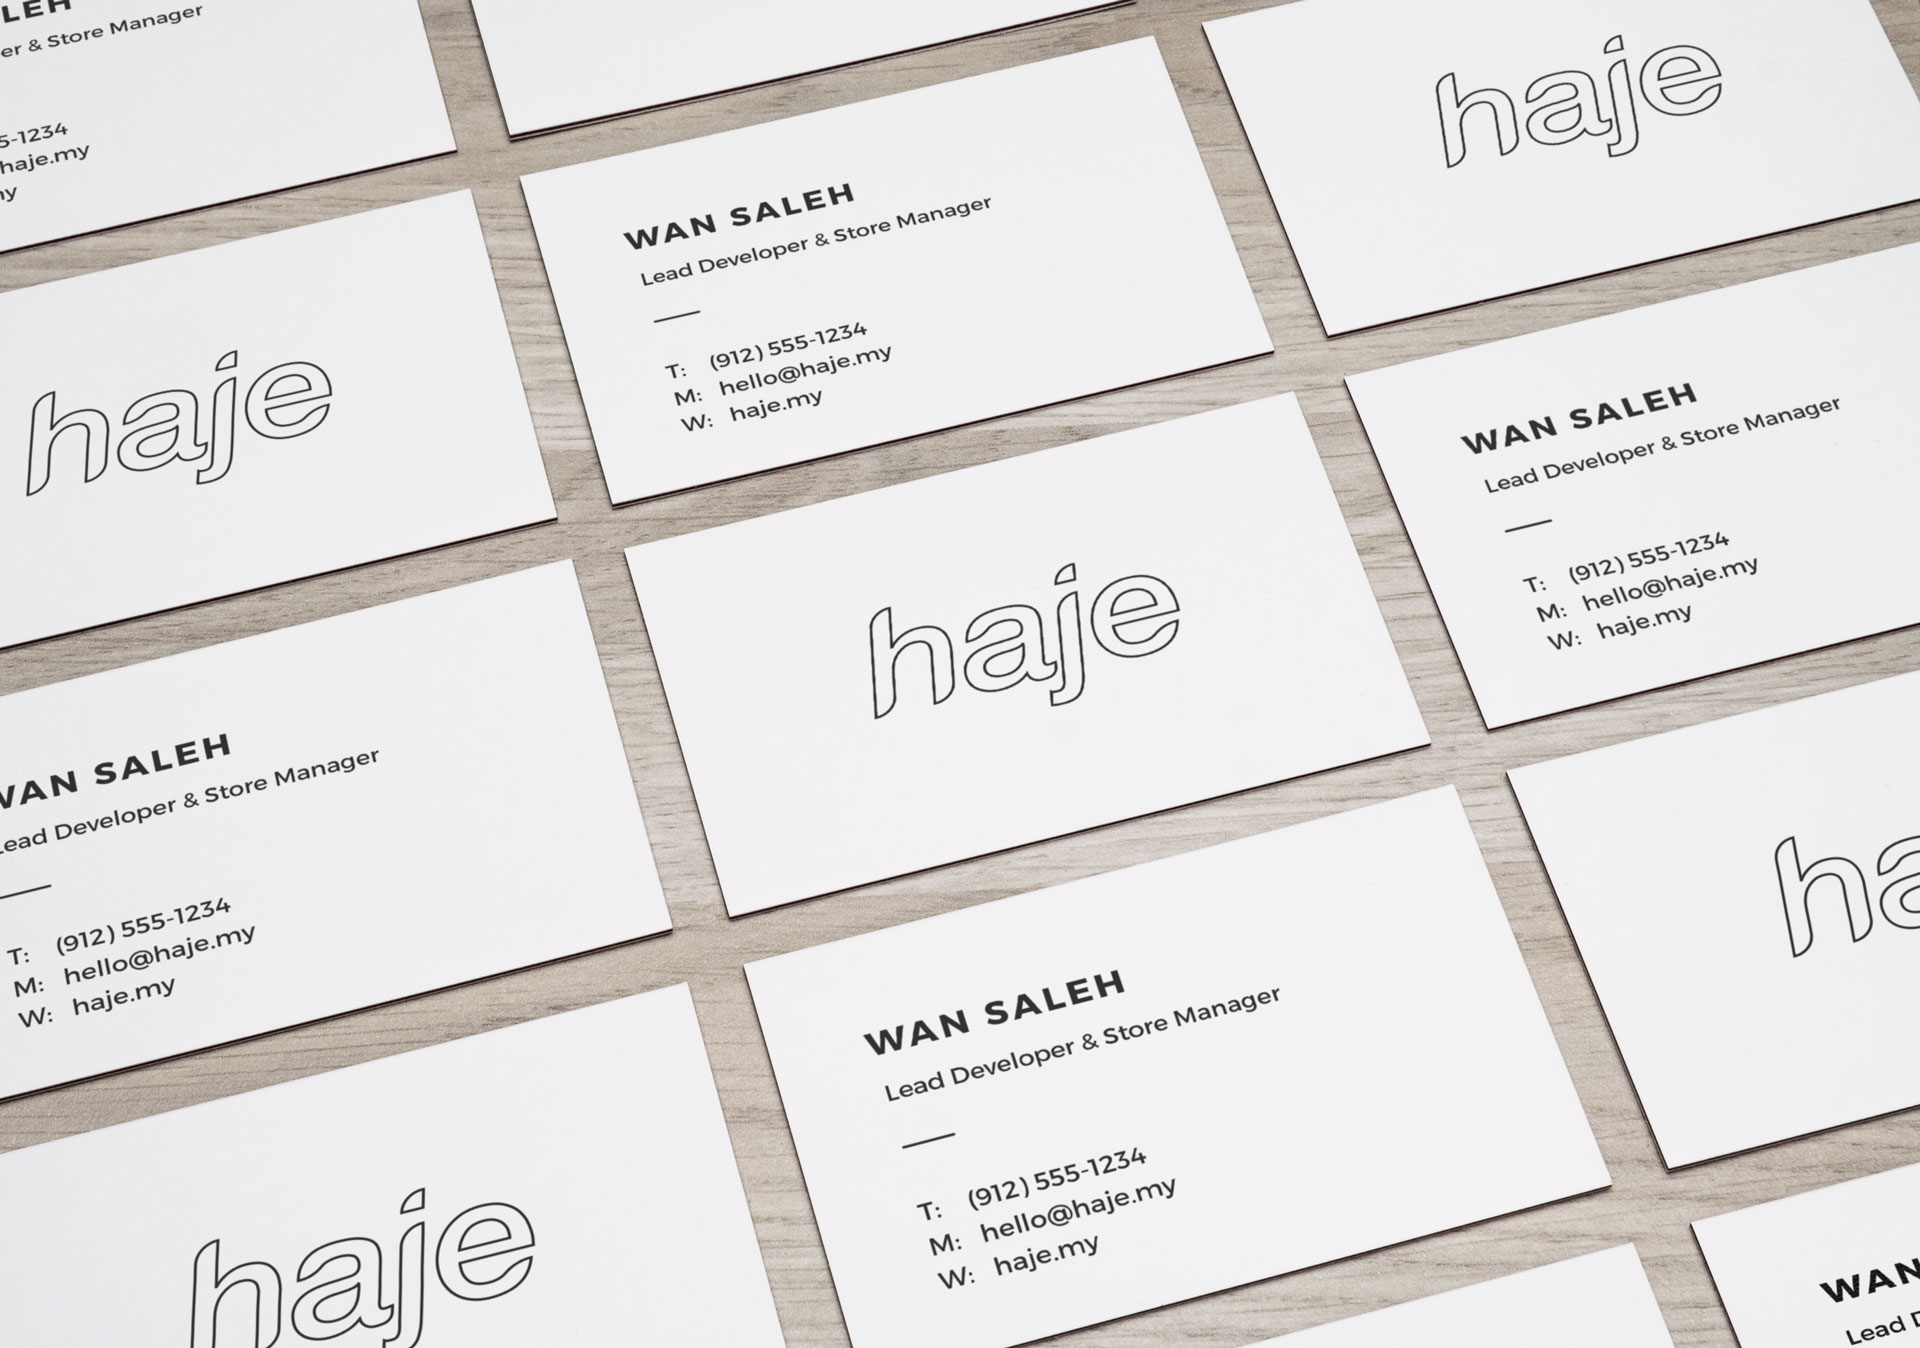 LEH
er & Store Manager
5-1234
haje.my
haje
WAN SALEH
Lead Developer & Store Manager
T: (912) 555-1234
M: hello@haje.my
W: haje.my
haje
WAN SALEH
Lead Developer & Store Manager
T: (912) 555-1234
M: hello@haje.my
W: haje.my
haje
WAN SALEH
Lead Developer & Store Manager
T: (912) 555-1234
M: hello@haje.my
W: haje.my
haje
haje
WAN SALEH
Lead Developer & Store Manager
T: (912) 555-1234
M: hello@haje.my
W: haje.my
ha
WAN
Lead D